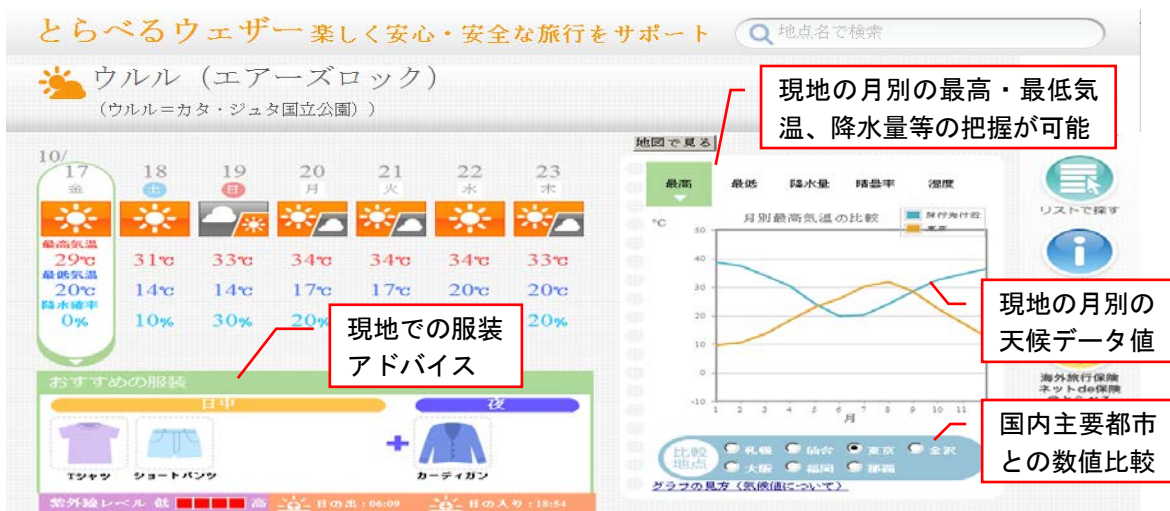 とらべるウェザー 楽しく安心・安全な旅行をサポート
地点名で検索
ウルル（エアーズロック）
（ウルル＝カタ・ジュタ国立公園））
現地の月別の最高・最低気
温、降水量等の把握が可能
地図で見る
10/
17 18 19 20 21 22 23
金 土 日 月 火 水 木
最高気温
29℃ 31℃ 33℃ 34℃ 34℃ 34℃ 33℃
最低気温
20℃ 14℃ 14℃ 17℃ 17℃ 20℃ 20℃
降水確率
0% 10% 30% 20% 20%
現地での服装
アドバイス
おすすめの服装
日中 夜
+
Tシャツ ショートパンツ カーディガン
紫外線レベル 低 高 日の出:06:09 日の入り:18:54
最高 最低 降水量 晴曇率 湿度
月別最高気温の比較
東京
℃
50
40
30
20
10
0
-10
1 2 3 4 5 6 7 8 9 10 11
月
比較
地点
札幌 仙台 東京 金沢
大阪 福岡 那覇
グラフの見方（気候値について）
リストで探す
現地の月別の
天候データ値
海外旅行保険
ネットde保険
国内主要都市
との数値比較